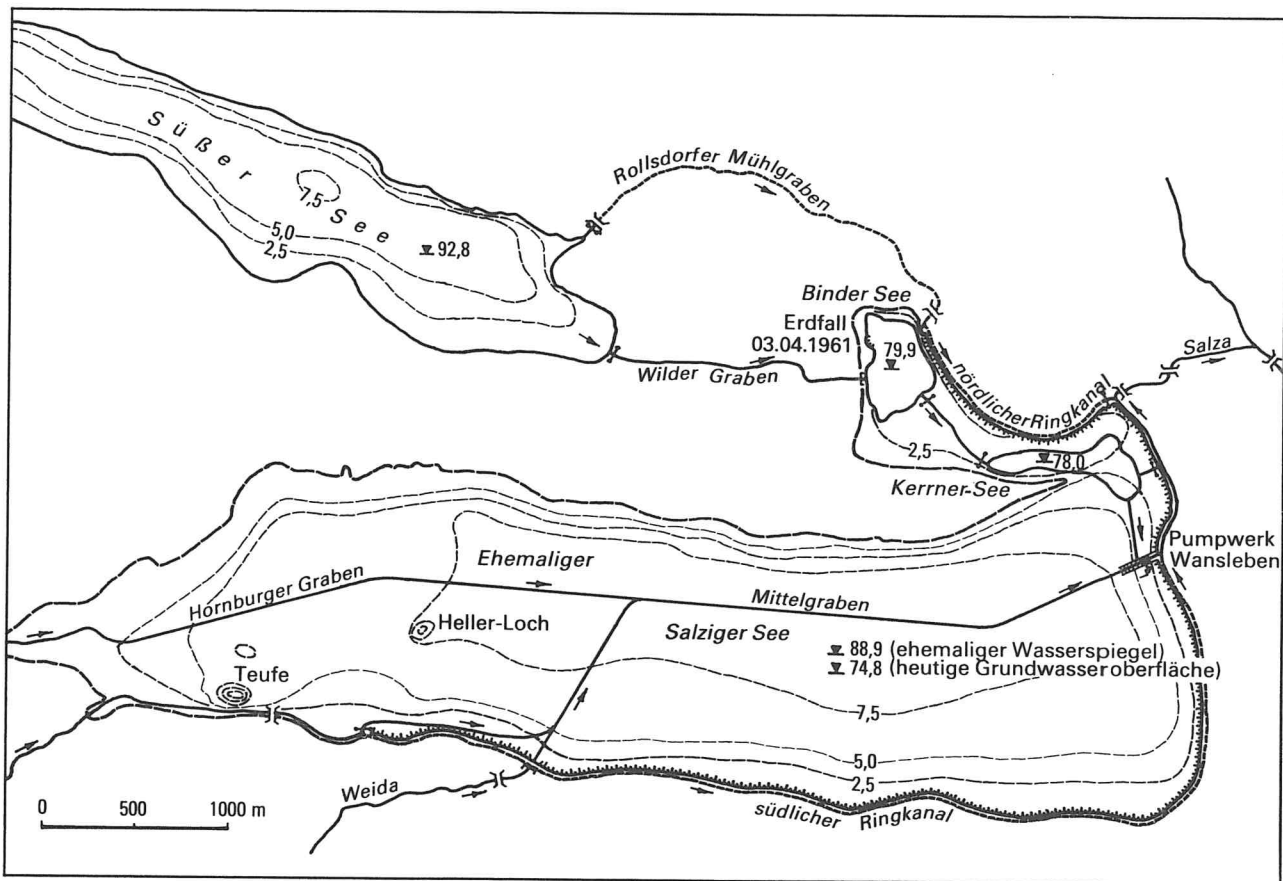 Süßer See
7,5
5,0
2,5
92,8
Rollsdorfer Mühlgraben
Binder See
Erdfall
03.04.1961
79,9
Wilder Graben
nördlicher Ringkanal
Salza
2,5
78,0
Kerrner-See
Pumpwerk
Wansleben
Ehemaliger
Hornburger Graben
Mittelgraben
Heller-Loch
Salziger See
88,9 (ehemaliger Wasserspiegel)
74,8 (heutige Grundwasseroberfläche)
Teufe
7,5
5,0
2,5
Weida
südlicher Ringkanal
0 500 1000 m